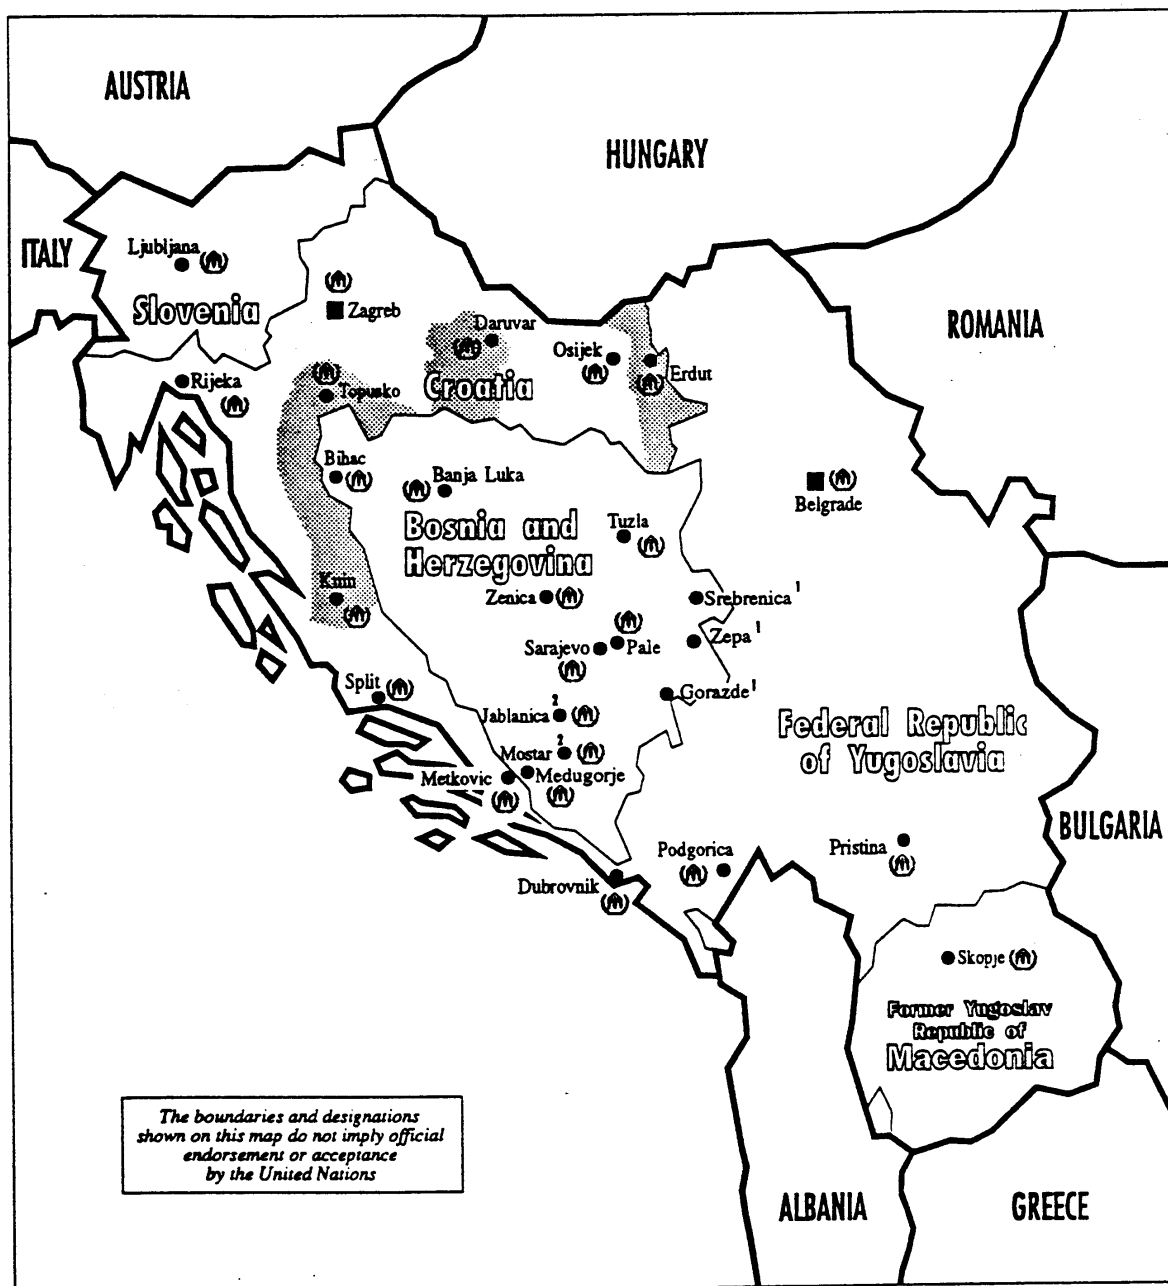 AUSTRIA
HUNGARY
ITALY
Ljubljana
Slovenia
Zagreb
ROMANIA
Daruvar
Osijek
Erdut
Croatia
Rijeka
Topusko
Bihac
Banja Luka
Belgrade
Bosnia and
Herzegovina
Tuzla
Knin
Zenica
Srebrenica 1
Sarajevo
Pale
Zepa 1
Split
Gorazde 1
Jablanica 2
Federal Republic
of Yugoslavia
Mostar 2
Metkovic
Medugorje
BULGARIA
Podgorica
Pristina
Dubrovnik
Skopje
Former Yugoslav
Republic of
Macedonia
The boundaries and designations
shown on this map do not imply official
endorsement or acceptance
by the United Nations
ALBANIA
GREECE